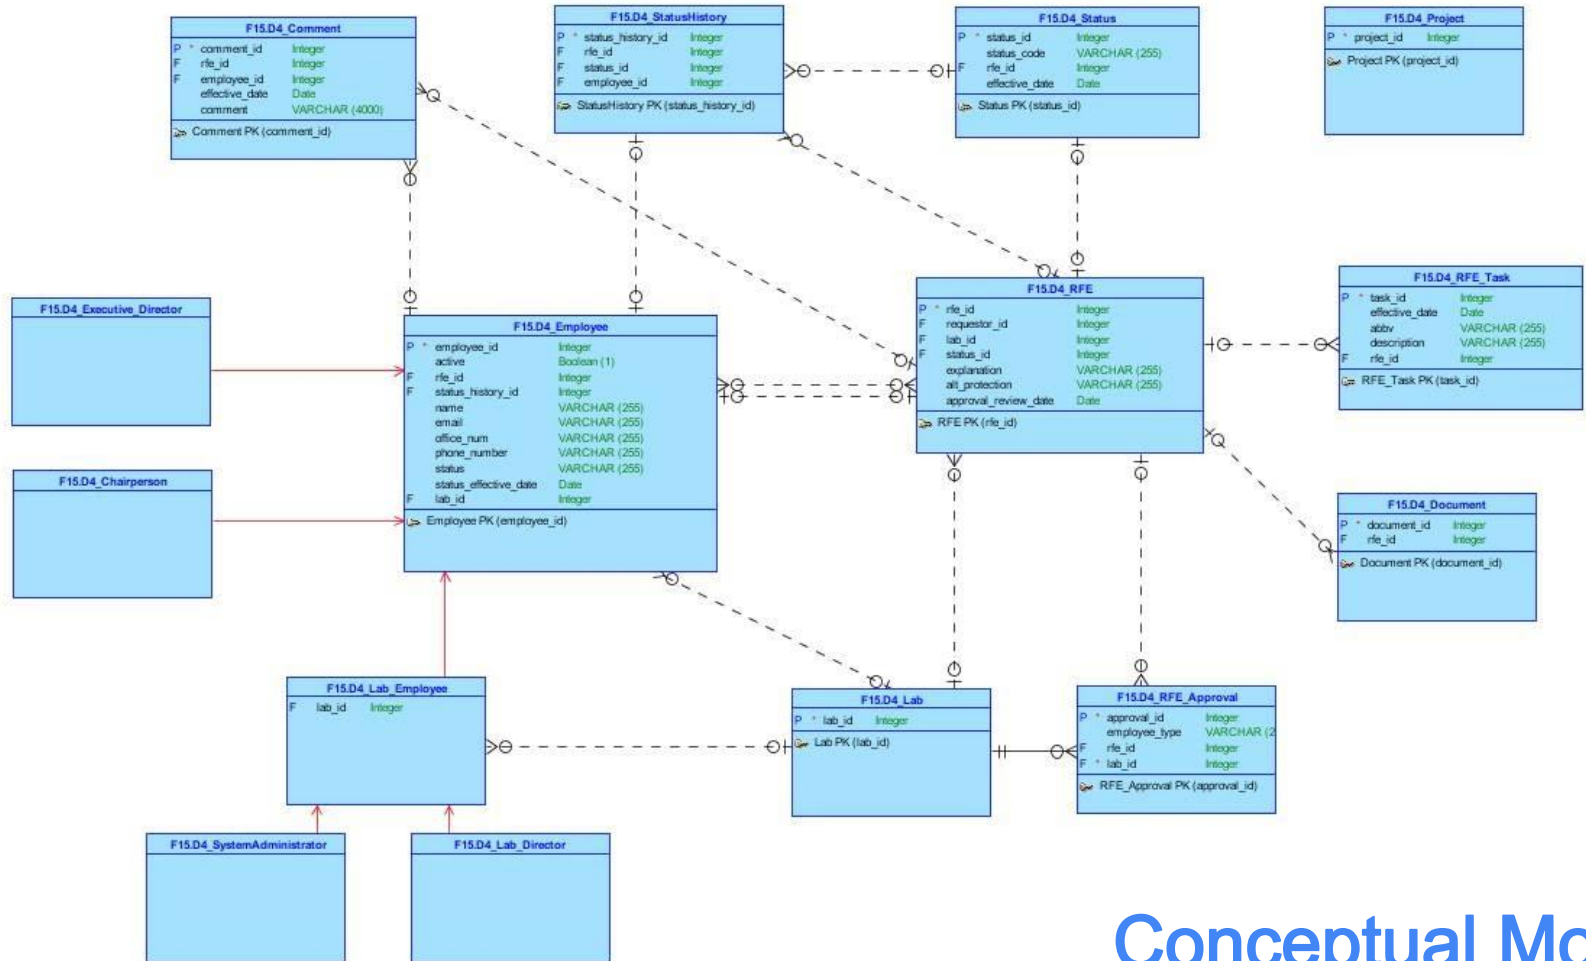 F15.D4_Comment
P * comment_id Integer
F rfe_id Integer
F employee_id Integer
effective_date Date
comment VARCHAR (4000)
Comment PK (comment_id)
F15.D4_StatusHistory
P * status_history_id Integer
F rfe_id Integer
F status_id Integer
F employee_id Integer
StatusHistory PK (status_history_id)
F15.D4_Status
P * status_id Integer
status_code VARCHAR (255)
F rfe_id Integer
effective_date Date
Status PK (status_id)
F15.D4_Project
P * project_id Integer
Project PK (project_id)
F15.D4_Executive_Director
F15.D4_Chairperson
F15.D4_Employee
P * employee_id Integer
active Boolean (1)
F rfe_id Integer
F status_history_id Integer
name VARCHAR (255)
email VARCHAR (255)
office_num VARCHAR (255)
phone_number VARCHAR (255)
status VARCHAR (255)
status_effective_date Date
F lab_id Integer
Employee PK (employee_id)
F15.D4_RFE
P * rfe_id Integer
F requestor_id Integer
F lab_id Integer
F status_id Integer
explanation VARCHAR (255)
alt_protection VARCHAR (255)
approval_review_date Date
RFE PK (rfe_id)
F15.D4_RFE_Task
P * task_id Integer
effective_date Date
abbv VARCHAR (255)
description VARCHAR (255)
F rfe_id Integer
RFE_Task PK (task_id)
F15.D4_Document
P * document_id Integer
F rfe_id Integer
Document PK (document_id)
F15.D4_Lab_Employee
F lab_id Integer
F15.D4_Lab
P * lab_id Integer
Lab PK (lab_id)
F15.D4_RFE_Approval
P * approval_id Integer
employee_type VARCHAR (2
F rfe_id Integer
F * lab_id Integer
RFE_Approval PK (approval_id)
F15.D4_SystemAdministrator
F15.D4_Lab_Director
Conceptual Mo